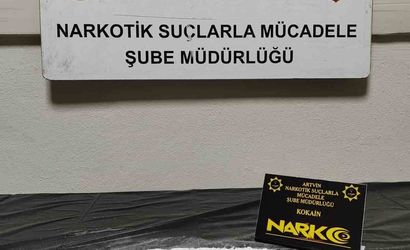 NARKOTİK SUÇLARLA MÜCADELE
ŞUBE MÜDÜRLÜĞÜ
ARTVİN
NARKOTİK SUÇLARLA
MÜCADELE
ŞUBE MÜDÜRLÜĞÜ
KOKAİN
NARKO